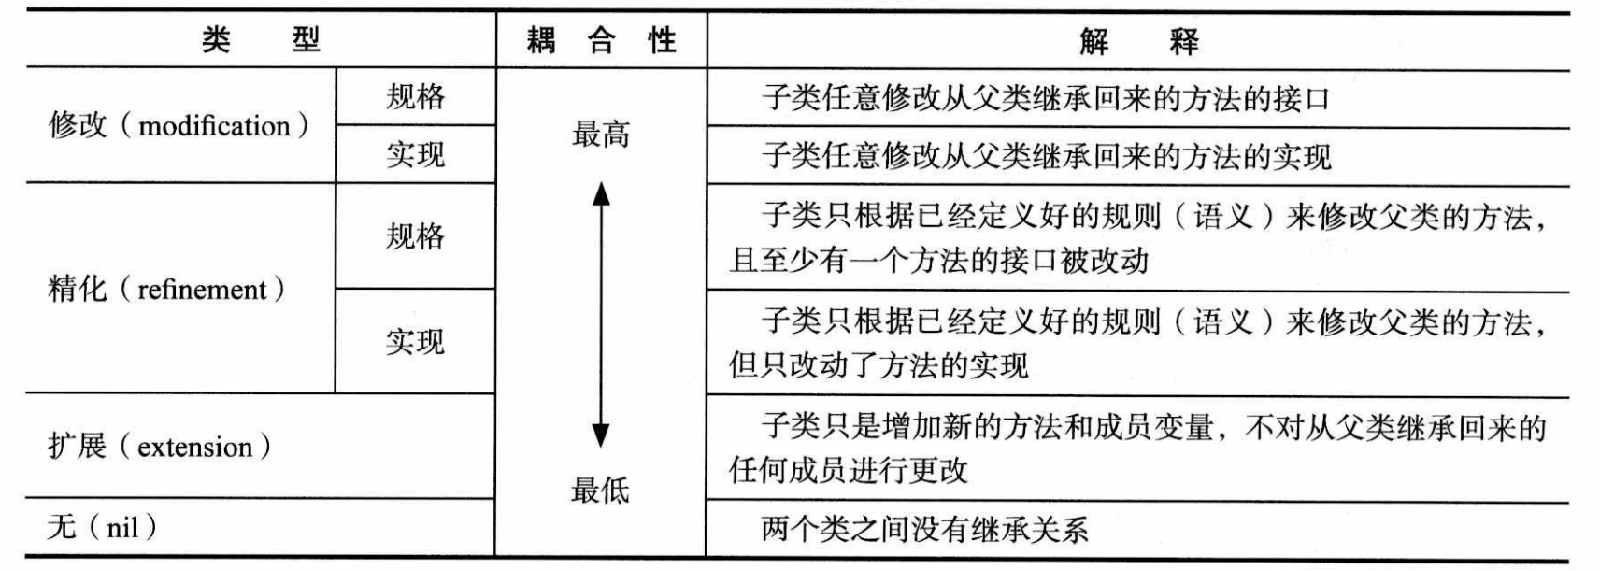 类 型 耦 合 性 解 释
修改（modification） 规格 最高 子类任意修改从父类继承回来的方法的接口
实现 子类任意修改从父类继承回来的方法的实现
精化（refinement） 规格 子类只根据已经定义好的规则（语义）来修改父类的方法，
且至少有一个方法的接口被改动
实现 子类只根据已经定义好的规则（语义）来修改父类的方法，
但只改动了方法的实现
扩展（extension） 最低 子类只是增加新的方法和成员变量，不对从父类继承回来的
任何成员进行更改
无（nil） 两个类之间没有继承关系